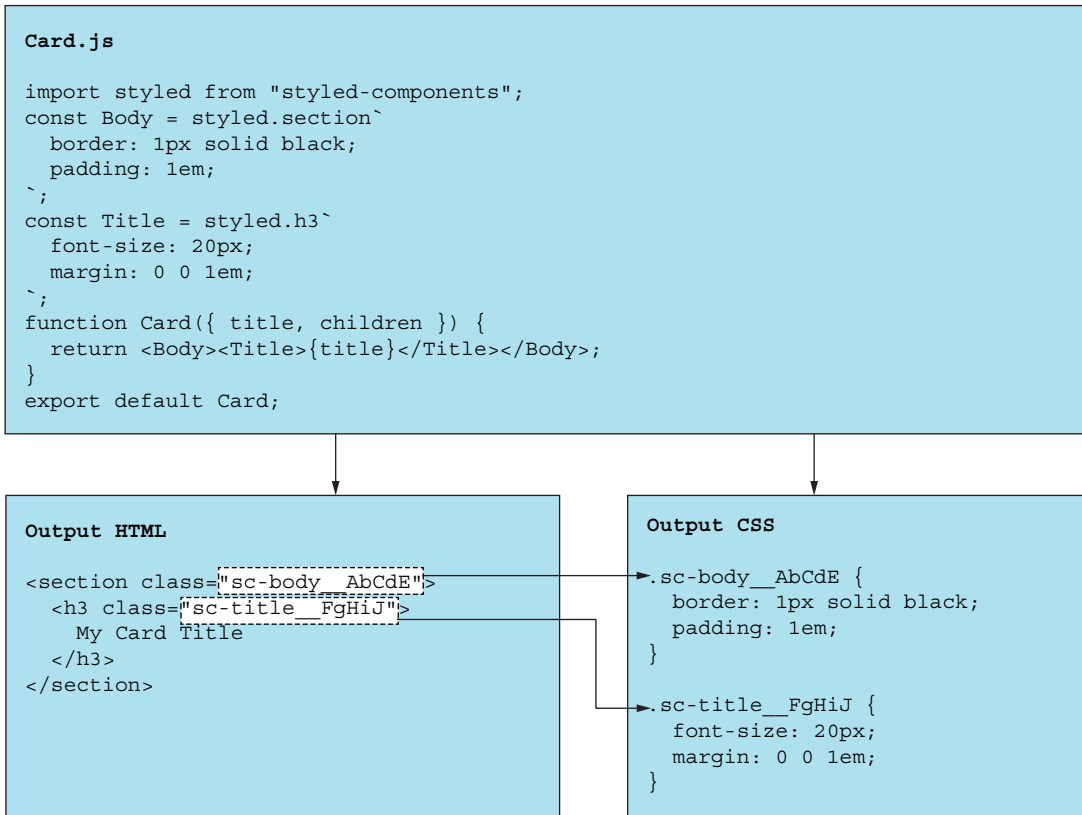 Card.js
import styled from "styled-components";
const Body = styled.section`
  border: 1px solid black;
  padding: 1em;
`;
const Title = styled.h3`
  font-size: 20px;
  margin: 0 0 1em;
`;
function Card({ title, children }) {
  return <Body><Title>{title}</Title></Body>;
}
export default Card;
Output HTML
<section class="sc-body__AbCdE">
  <h3 class="sc-title__FgHiJ">
    My Card Title
  </h3>
</section>
Output CSS
.sc-body__AbCdE {
  border: 1px solid black;
  padding: 1em;
}
.sc-title__FgHiJ {
  font-size: 20px;
  margin: 0 0 1em;
}